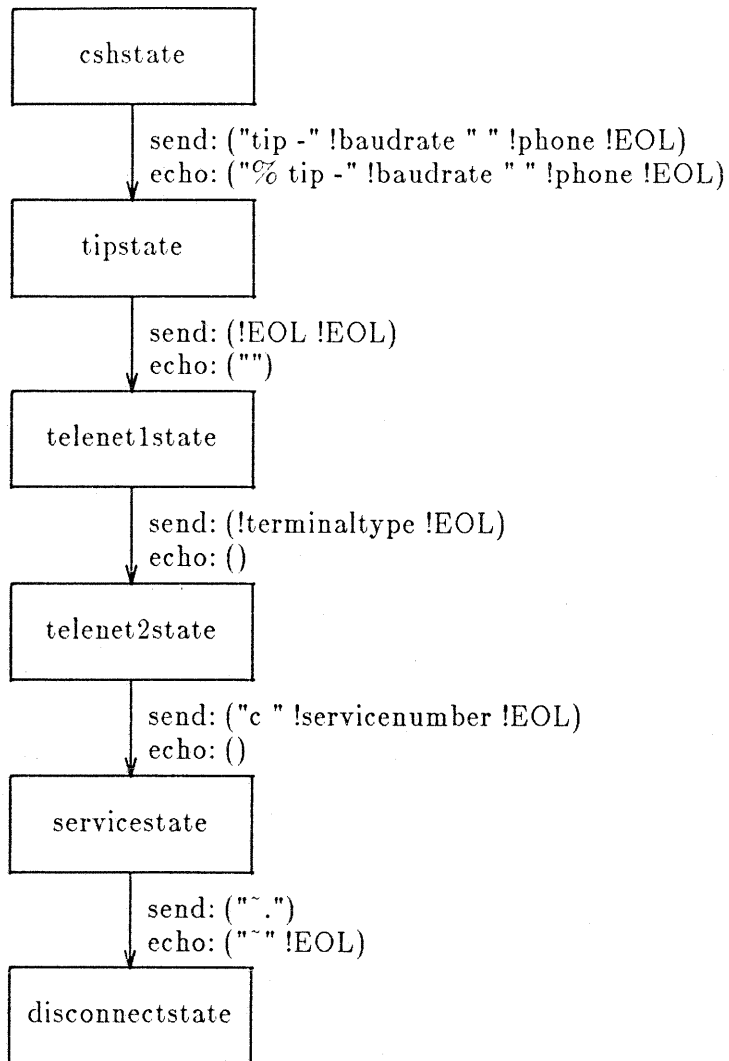 cshstate
send: ("tip -" !baudrate " " !phone !EOL)
echo: ("% tip -" !baudrate " " !phone !EOL)
tipstate
send: (!EOL !EOL)
echo: ("")
telenet1state
send: (!terminaltype !EOL)
echo: ()
telenet2state
send: ("c " !servicenumber !EOL)
echo: ()
servicestate
send: ("~.")
echo: ("~" !EOL)
disconnectstate